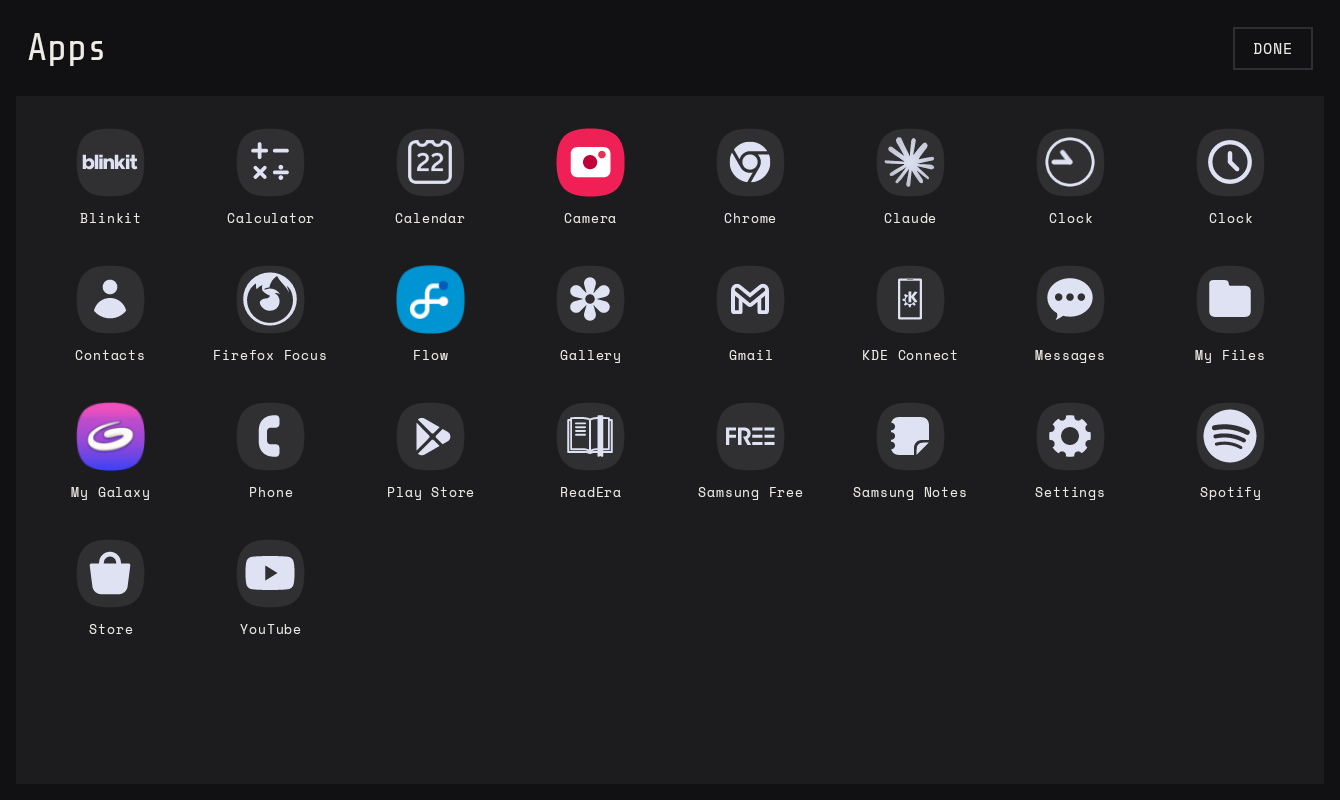 Apps
DONE
blinkit
22
Blinkit Calculator Calendar Camera Chrome Claude Clock Clock
K
Contacts Firefox Focus Flow Gallery Gmail KDE Connect Messages My Files
FREE
My Galaxy Phone Play Store ReadEra Samsung Free Samsung Notes Settings Spotify
Store YouTube